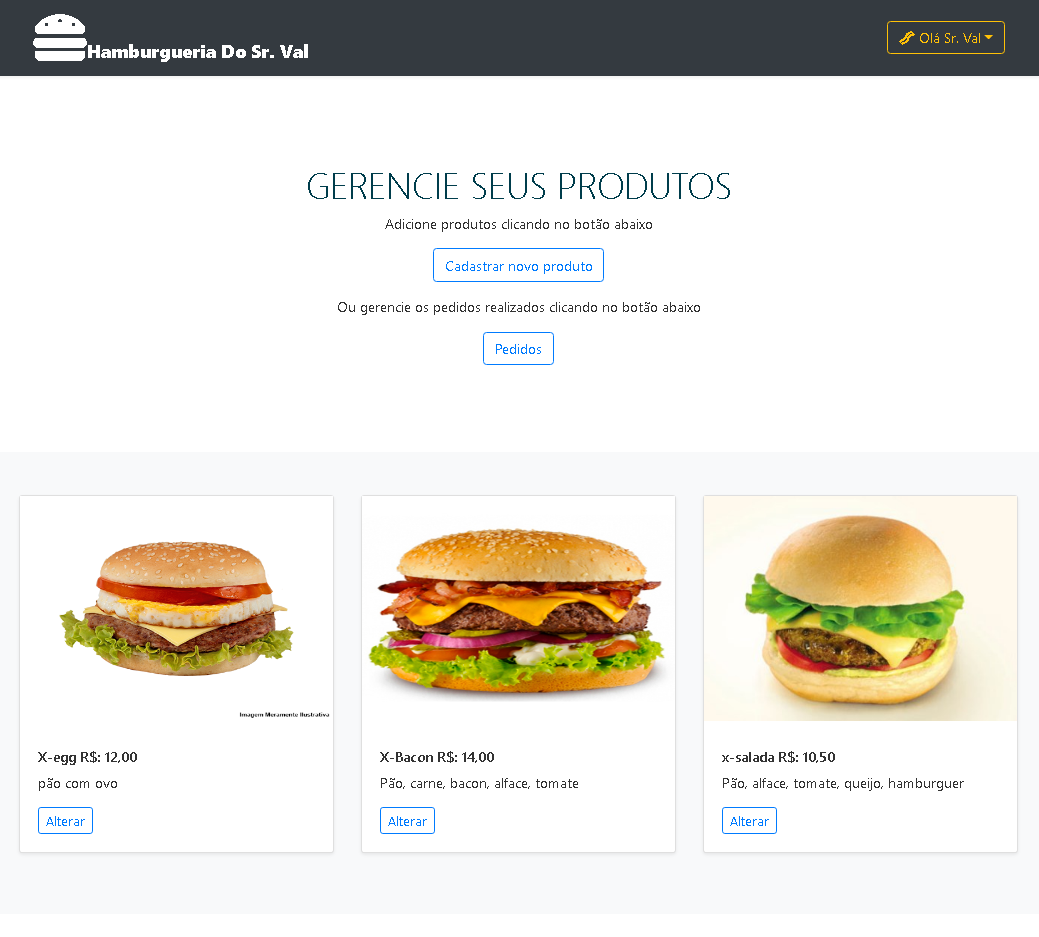 Hamburgueria Do Sr. Val
Olá Sr. Val
GERENCIE SEUS PRODUTOS
Adicione produtos clicando no botão abaixo
Cadastrar novo produto
Ou gerencie os pedidos realizados clicando no botão abaixo
Pedidos
Imagem Meramente Ilustrativa
X-egg R$: 12,00
pão com ovo
Alterar
X-Bacon R$: 14,00
Pão, carne, bacon, alface, tomate
Alterar
x-salada R$: 10,50
Pão, alface, tomate, queijo, hamburguer
Alterar